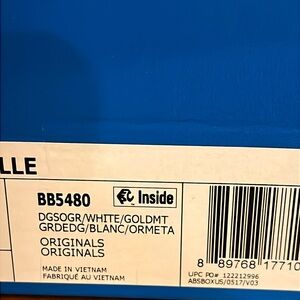 LLE
BB5480
Inside
DGSOGR/WHITE/GOLDMT
GRDEDG/BLANC/ORMETA
ORIGINALS
ORIGINALS
MADE IN VIETNAM
FABRIQUÉ AU VIETNAM
8 89768 17710
UPC PO# 122212996
ABSBOXUS/0517/V03